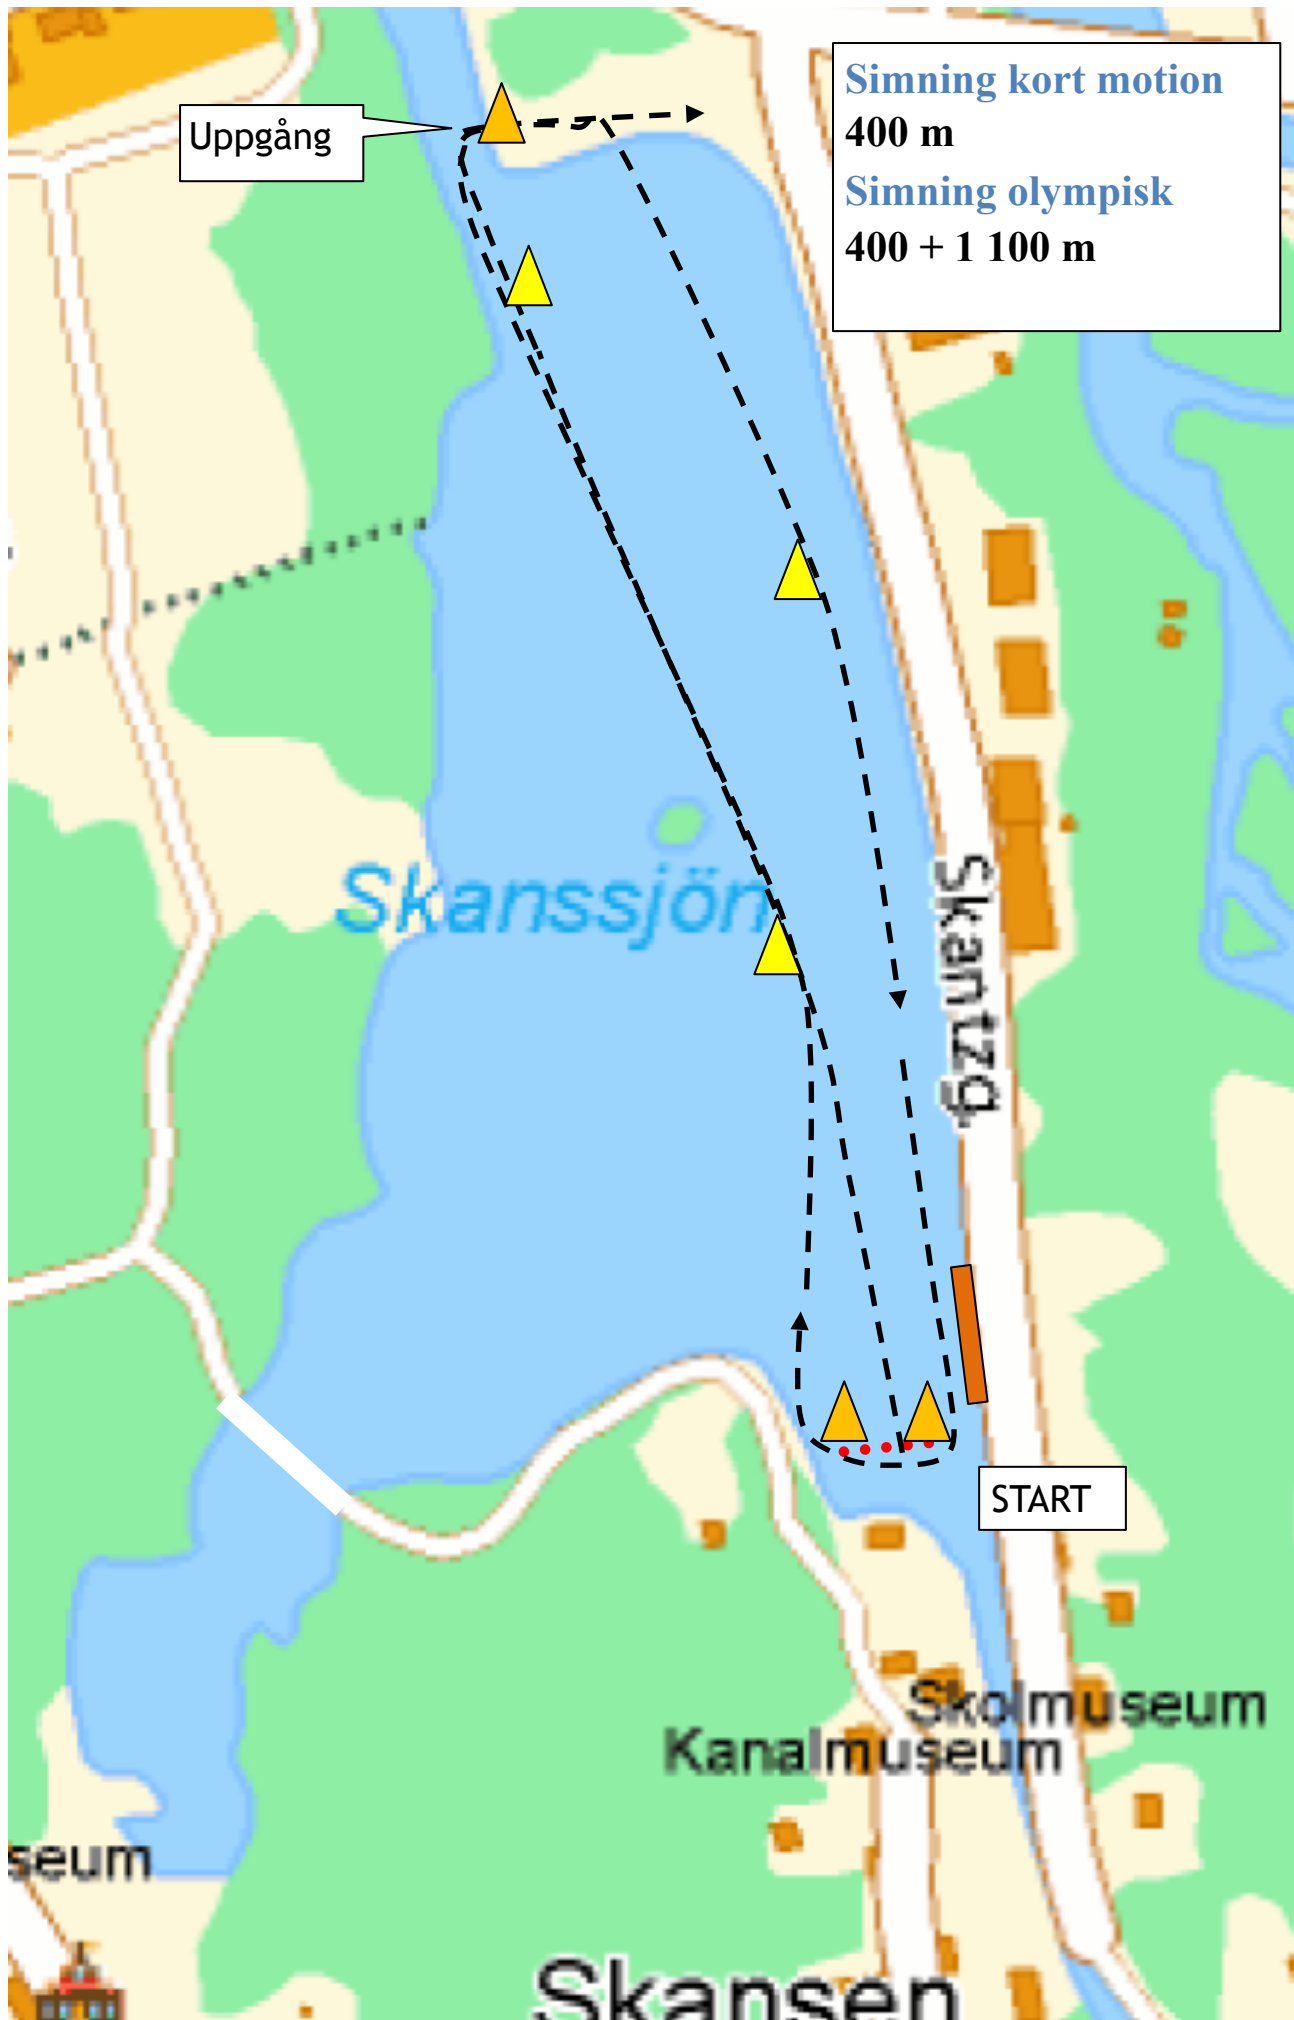 Simning kort motion
400 m
Simning olympisk
400 + 1 100 m
Uppgång
Skanssjön
Skantzg.
START
Skolmuseum
Kanalmuseum
seum
Skansen